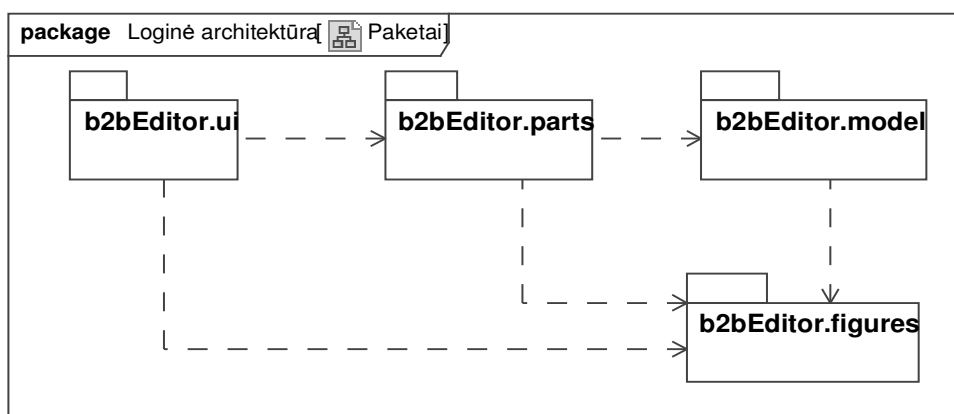 package Loginė architektūra[ Paketai]
b2bEditor.ui
b2bEditor.parts
b2bEditor.model
b2bEditor.figures